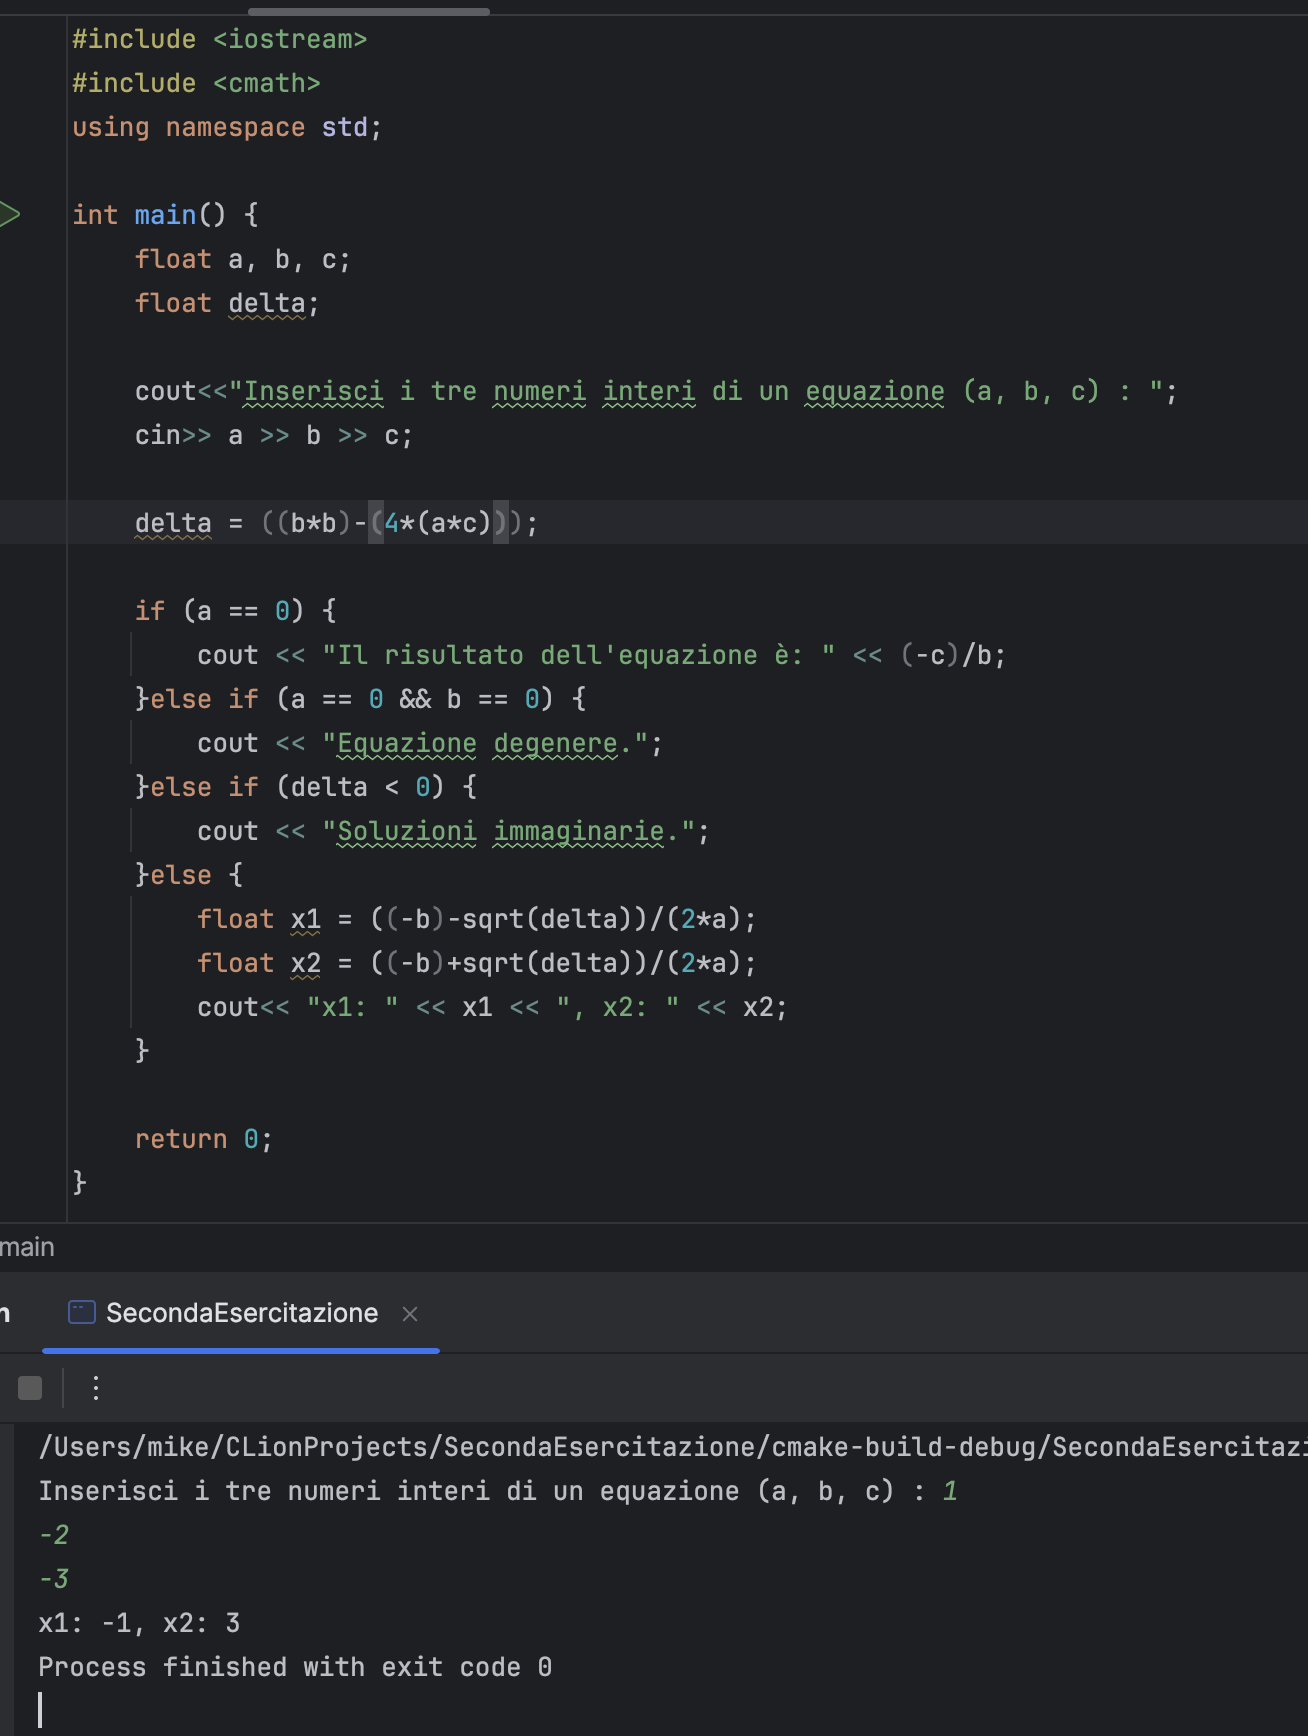 #include <iostream>
#include <cmath>
using namespace std;
int main() {
float a, b, c;
float delta;
cout<<"Inserisci i tre numeri interi di un equazione (a, b, c) : ";
cin>> a >> b >> c;
delta = ((b*b)-(4*(a*c)));
if (a == 0) {
cout << "Il risultato dell'equazione è: " << (-c)/b;
}else if (a == 0 && b == 0) {
cout << "Equazione degenere.";
}else if (delta < 0) {
cout << "Soluzioni immaginarie.";
}else {
float x1 = ((-b)-sqrt(delta))/(2*a);
float x2 = ((-b)+sqrt(delta))/(2*a);
cout<< "x1: " << x1 << ", x2: " << x2;
}
return 0;
}
main
SecondaEsercitazione
/Users/mike/CLionProjects/SecondaEsercitazione/cmake-build-debug/SecondaEsercitazi
Inserisci i tre numeri interi di un equazione (a, b, c) : 1
-2
-3
x1: -1, x2: 3
Process finished with exit code 0